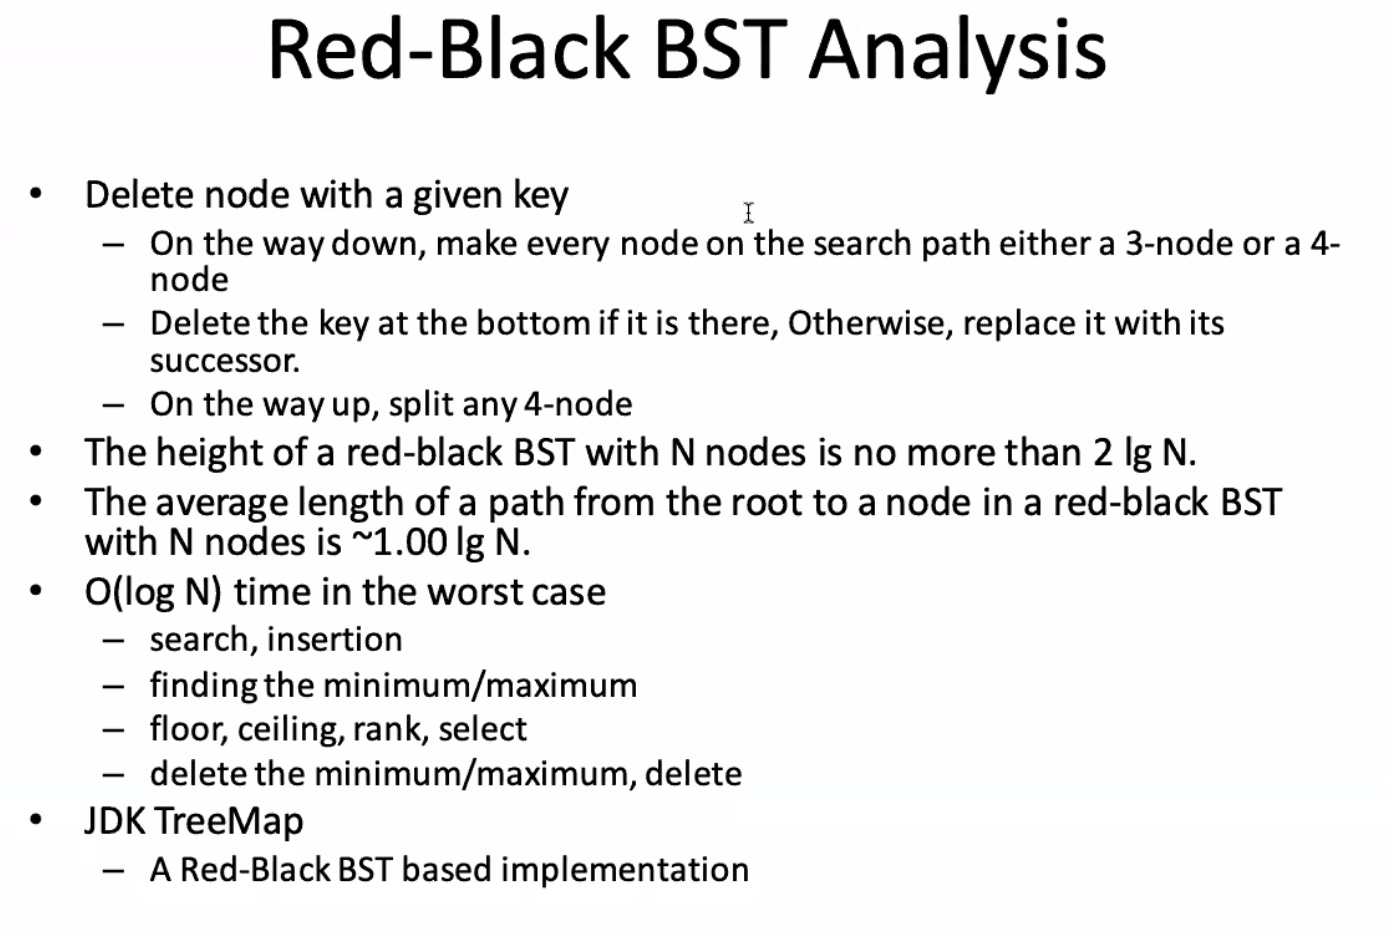 Red-Black BST Analysis
• Delete node with a given key
– On the way down, make every node on the search path either a 3-node or a 4-
node
– Delete the key at the bottom if it is there, Otherwise, replace it with its
successor.
– On the way up, split any 4-node
• The height of a red-black BST with N nodes is no more than 2 lg N.
• The average length of a path from the root to a node in a red-black BST
with N nodes is ~1.00 lg N.
• O(log N) time in the worst case
– search, insertion
– finding the minimum/maximum
– floor, ceiling, rank, select
– delete the minimum/maximum, delete
• JDK TreeMap
– A Red-Black BST based implementation